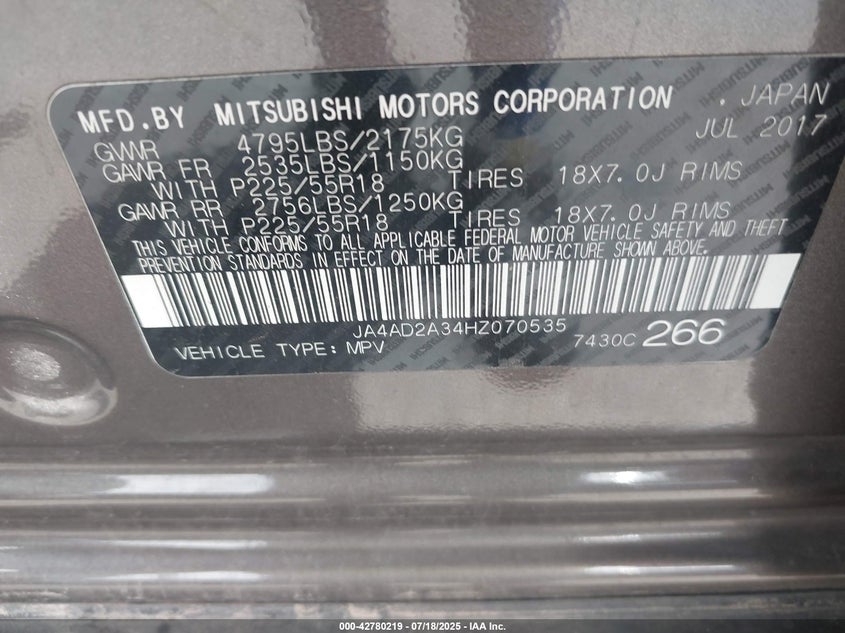 MFD.BY MITSUBISHI MOTORS CORPORATION . JAPAN
GVWR 4795LBS/2175KG JUL 2017
GAWR FR 2535LBS/1150KG
WITH P225/55R18 TIRES 18X7.0J RIMS
GAWR RR 2756LBS/1250KG
WITH P225/55R18 TIRES 18X7.0J RIMS
THIS VEHICLE CONFORMS TO ALL APPLICABLE FEDERAL MOTOR VEHICLE SAFETY AND THEFT
PREVENTION STANDARDS IN EFFECT ON THE DATE OF MANUFACTURE SHOWN ABOVE.
JA4AD2A34HZ070535
VEHICLE TYPE: MPV 7430C 266
000-42780219 - 07/18/2025 - IAA Inc.